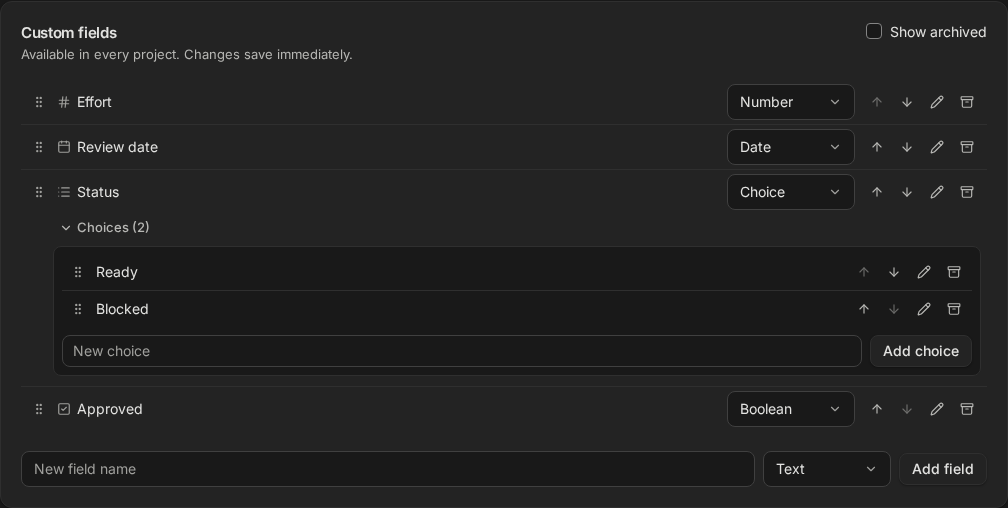 Custom fields
Show archived
Available in every project. Changes save immediately.
Effort
Number
Review date
Date
Status
Choice
Choices (2)
Ready
Blocked
New choice
Add choice
Approved
Boolean
New field name
Text
Add field